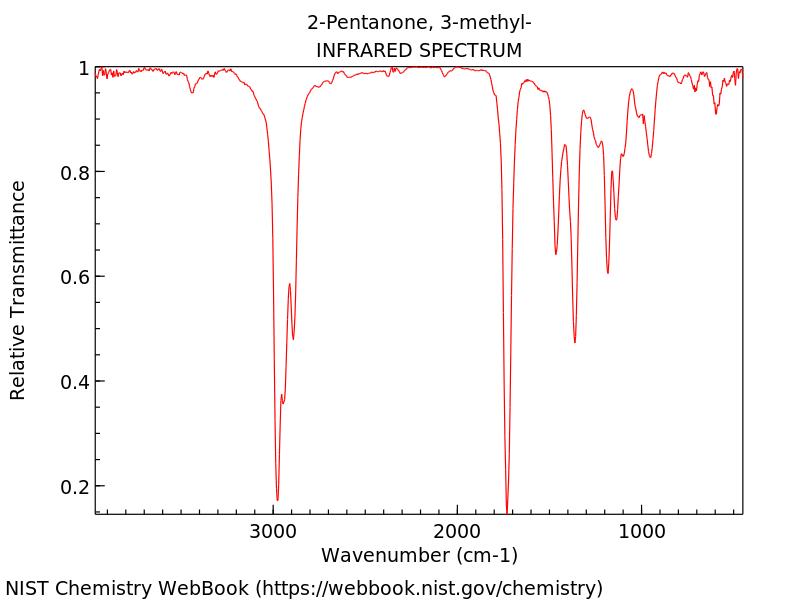 2-Pentanone, 3-methyl-
INFRARED SPECTRUM
1
0.8
0.6
0.4
0.2
Relative Transmittance
3000 2000 1000
Wavenumber (cm-1)
NIST Chemistry WebBook (https://webbook.nist.gov/chemistry)